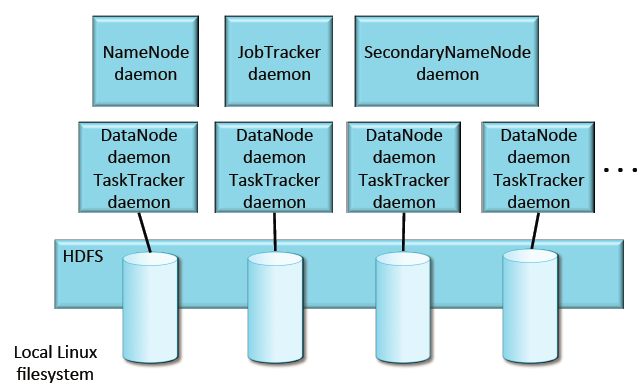 NameNode
daemon
JobTracker
daemon
SecondaryNameNode
daemon
DataNode
daemon
TaskTracker
daemon
DataNode
daemon
TaskTracker
daemon
DataNode
daemon
TaskTracker
daemon
DataNode
daemon
TaskTracker
daemon
...
HDFS
Local Linux
filesystem